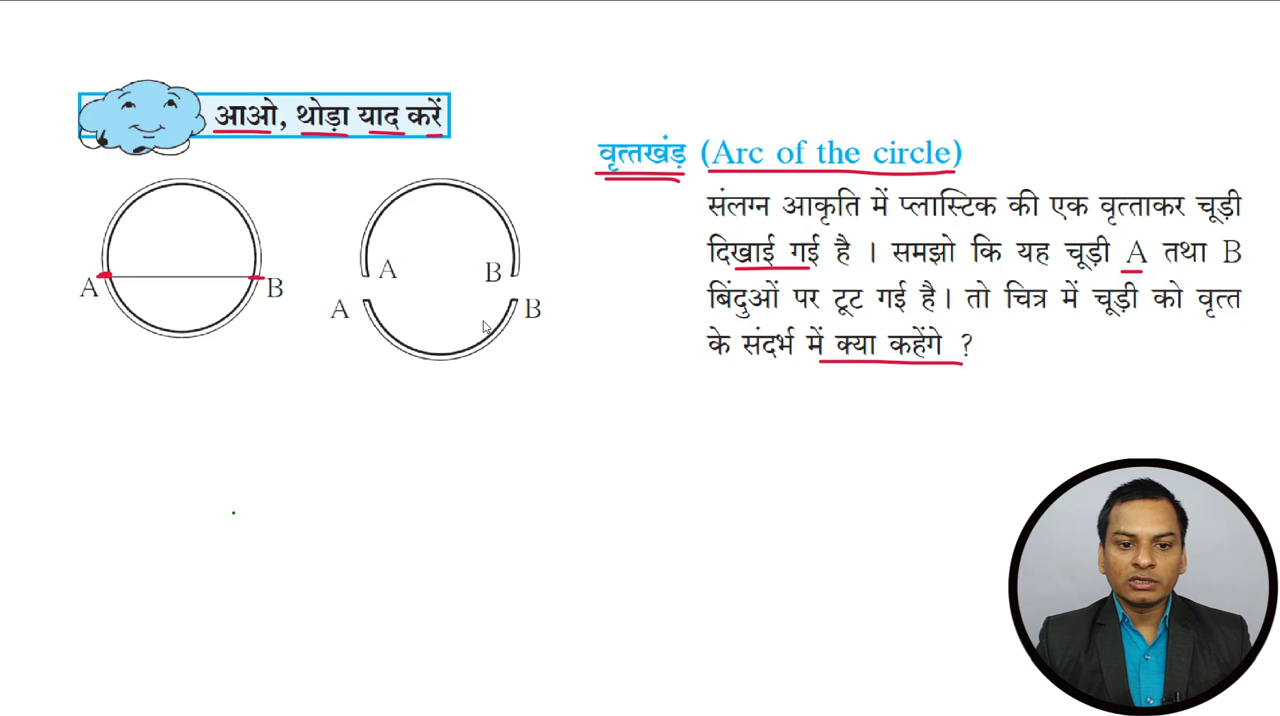 आओ, थोड़ा याद करें
A
B
A
B
A
B
वृत्तखंड़ (Arc of the circle)
संलग्न आकृति में प्लास्टिक की एक वृत्ताकर चूड़ी
दिखाई गई है । समझो कि यह चूड़ी A तथा B
बिंदुओं पर टूट गई है। तो चित्र में चूड़ी को वृत्त
के संदर्भ में क्या कहेंगे ?